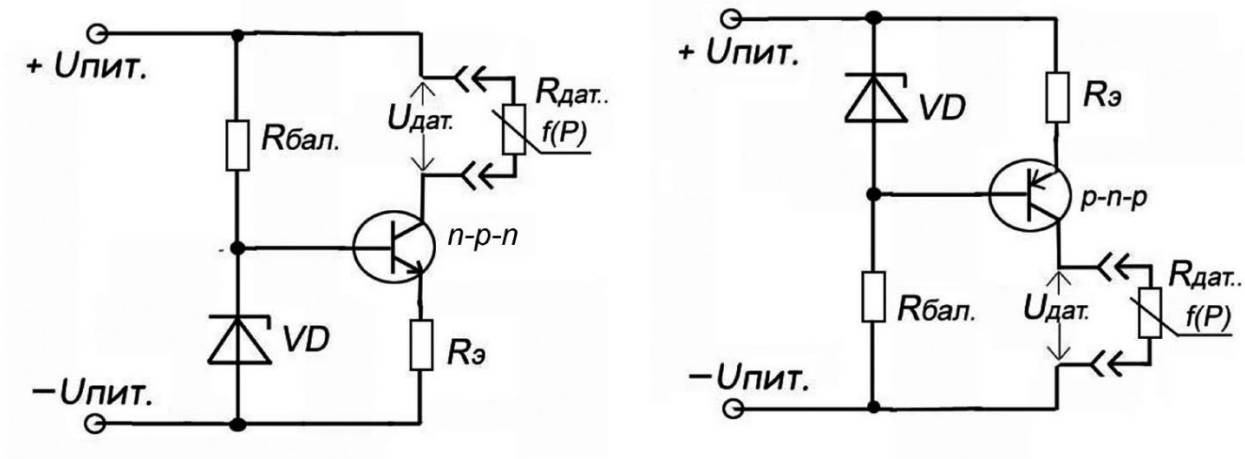 + Uпит.
Rбал.
Uдат.
Rдат..
f(P)
n-p-n
VD
Rэ
–Uпит.
+ Uпит.
VD
Rэ
p-n-p
Rбал.
Uдат.
Rдат..
f(P)
–Uпит.